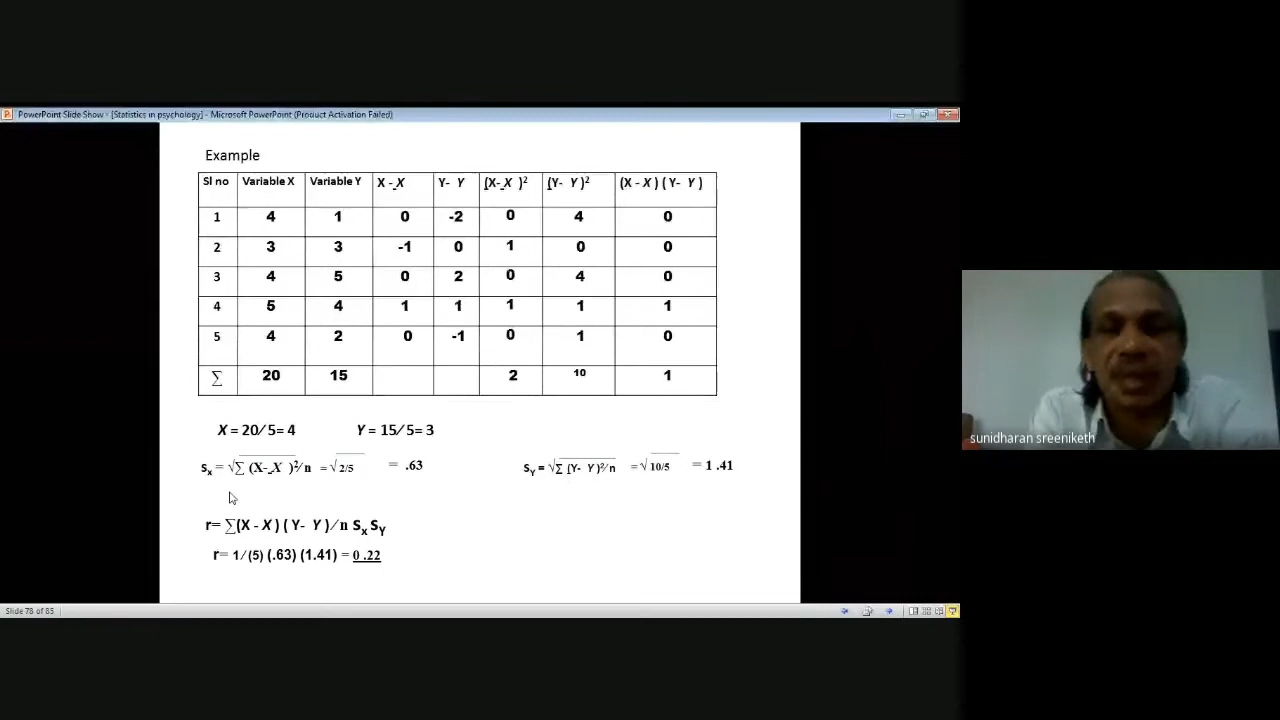 PowerPoint Slide Show - [Statistics in psychology] - Microsoft PowerPoint (Product Activation Failed)
Example
Sl no Variable X Variable Y X - X Y- Y (X- X )² (Y- Y )² (X - X ) ( Y- Y )
1 4 1 0 -2 0 4 0
2 3 3 -1 0 1 0 0
3 4 5 0 2 0 4 0
4 5 4 1 1 1 1 1
5 4 2 0 -1 0 1 0
∑ 20 15 2 10 1
X = 20/5= 4 Y = 15/5= 3
Sx = √∑ (X- X )²/n = √2/5 = .63 SY = √∑ (Y- Y )²/n = √10/5 = 1 .41
r= ∑(X - X ) ( Y- Y )/n Sx SY
r= 1/(5) (.63) (1.41) = 0 .22
sunidharan sreeniketh
Slide 78 of 85